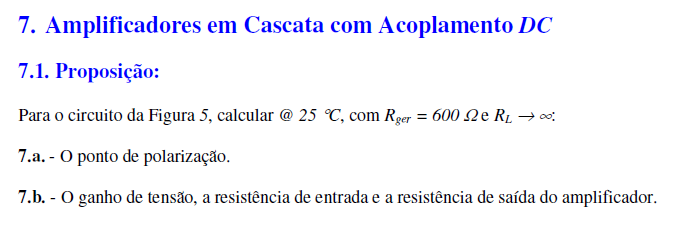 7. Amplificadores em Cascata com Acoplamento DC
7.1. Proposição:
Para o circuito da Figura 5, calcular @ 25 °C, com Rger = 600 Ω e RL → ∞:
7.a. - O ponto de polarização.
7.b. - O ganho de tensão, a resistência de entrada e a resistência de saída do amplificador.